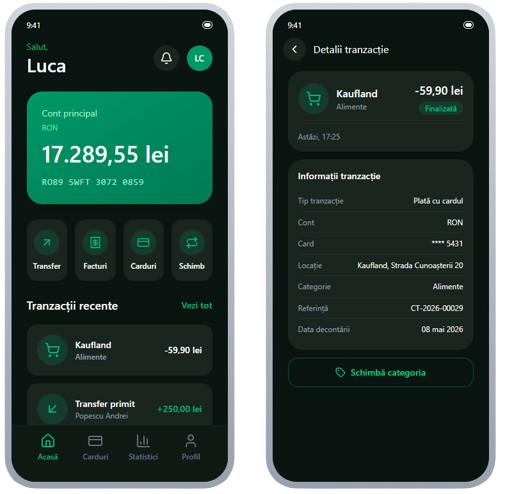 9:41
Salut,
Luca
LC
Cont principal
RON
17.289,55 lei
RO89 SWFT 3072 0859
Transfer
Facturi
Carduri
Schimb
Tranzacții recente
Vezi tot
Kaufland
Alimente
-59,90 lei
Transfer primit
Popescu Andrei
+250,00 lei
Acasă
Carduri
Statistici
Profil
9:41
Detalii tranzacție
Kaufland
Alimente
-59,90 lei
Finalizată
Astăzi, 17:25
Informații tranzacție
Tip tranzacție
Plată cu cardul
Cont
RON
Card
**** 5431
Locație
Kaufland, Strada Cunoașterii 20
Categorie
Alimente
Referință
CT-2026-00029
Data decontării
08 mai 2026
Schimbă categoria